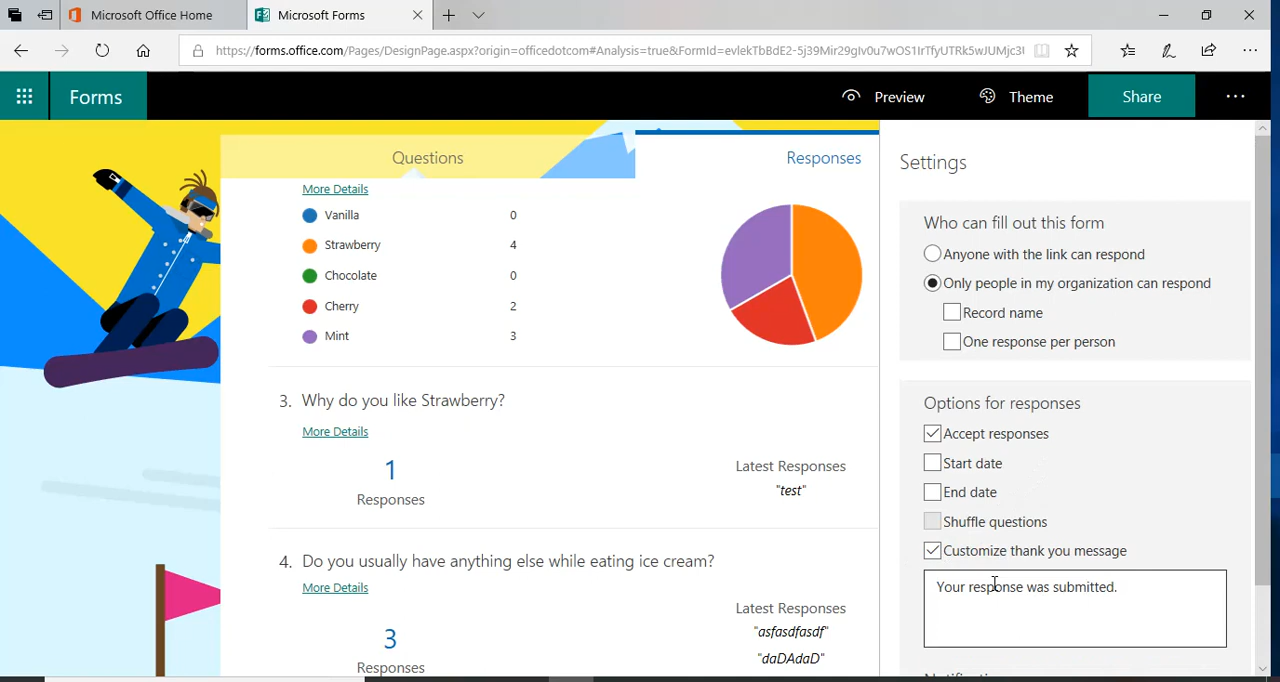 Microsoft Office Home
Microsoft Forms
https://forms.office.com/Pages/DesignPage.aspx?origin=officedotcom#Analysis=true&FormId=
Forms
Preview
Theme
Share
Questions
Responses
More Details
Vanilla 0
Strawberry 4
Chocolate 0
Cherry 2
Mint 3
3. Why do you like Strawberry?
More Details
1
Responses
Latest Responses
"test"
4. Do you usually have anything else while eating ice cream?
More Details
3
Responses
Latest Responses
"asfasdfasdf"
"daDAdaD"
Settings
Who can fill out this form
Anyone with the link can respond
Only people in my organization can respond
Record name
One response per person
Options for responses
Accept responses
Start date
End date
Shuffle questions
Customize thank you message
Your response was submitted.